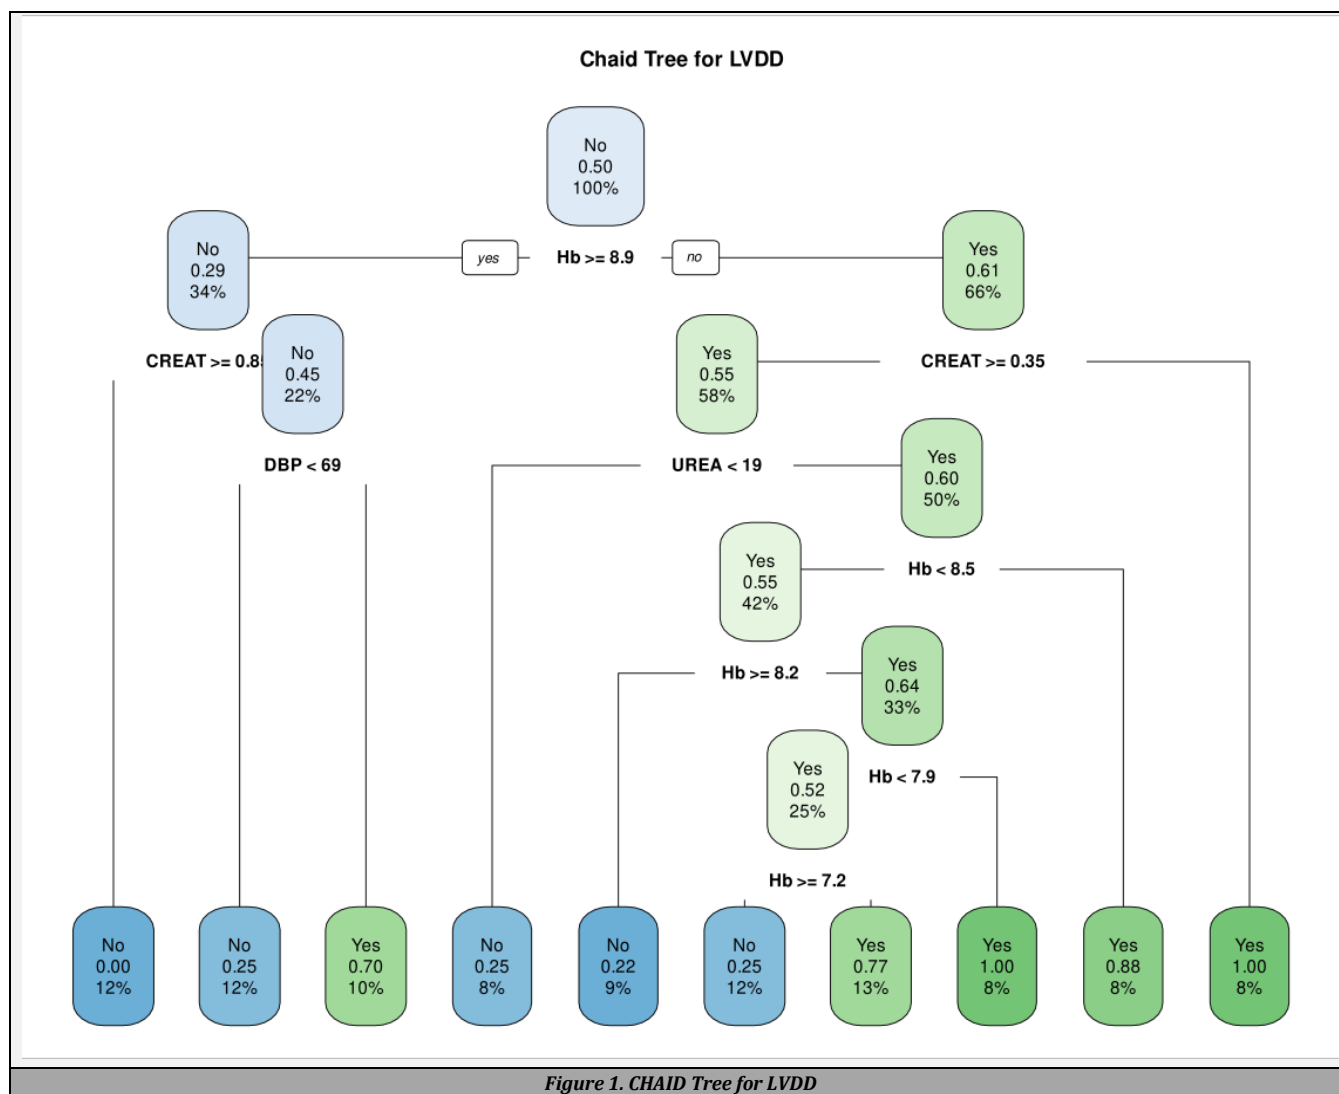 Chaid Tree for LVDD
No
0.50
100%
yes
Hb >= 8.9
no
No
0.29
34%
Yes
0.61
66%
CREAT >= 0.8
No
0.45
22%
Yes
0.55
58%
CREAT >= 0.35
DBP < 69
UREA < 19
Yes
0.60
50%
Yes
0.55
42%
Hb < 8.5
Hb >= 8.2
Yes
0.64
33%
Yes
0.52
25%
Hb < 7.9
Hb >= 7.2
No
0.00
12%
No
0.25
12%
Yes
0.70
10%
No
0.25
8%
No
0.22
9%
No
0.25
12%
Yes
0.77
13%
Yes
1.00
8%
Yes
0.88
8%
Yes
1.00
8%
Figure 1. CHAID Tree for LVDD